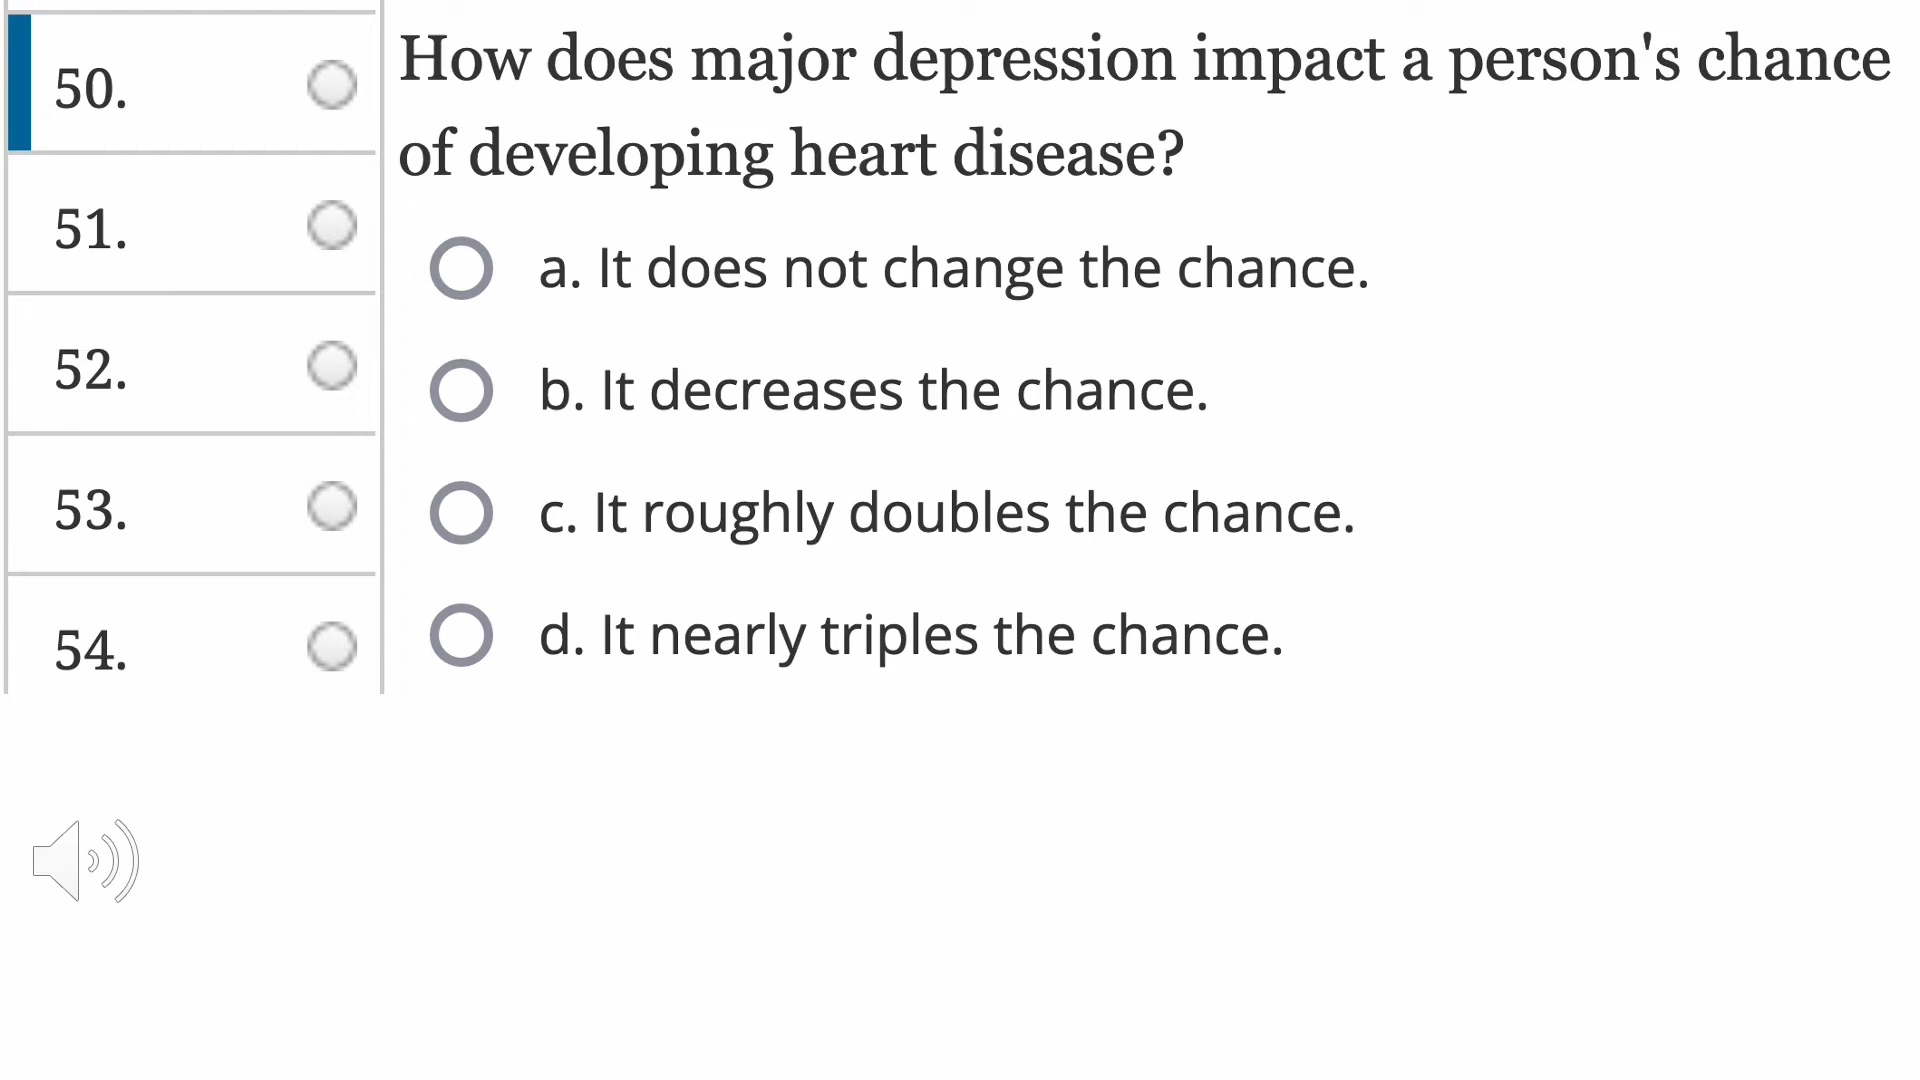 50.
51.
52.
53.
54.
How does major depression impact a person's chance
of developing heart disease?
a. It does not change the chance.
b. It decreases the chance.
c. It roughly doubles the chance.
d. It nearly triples the chance.